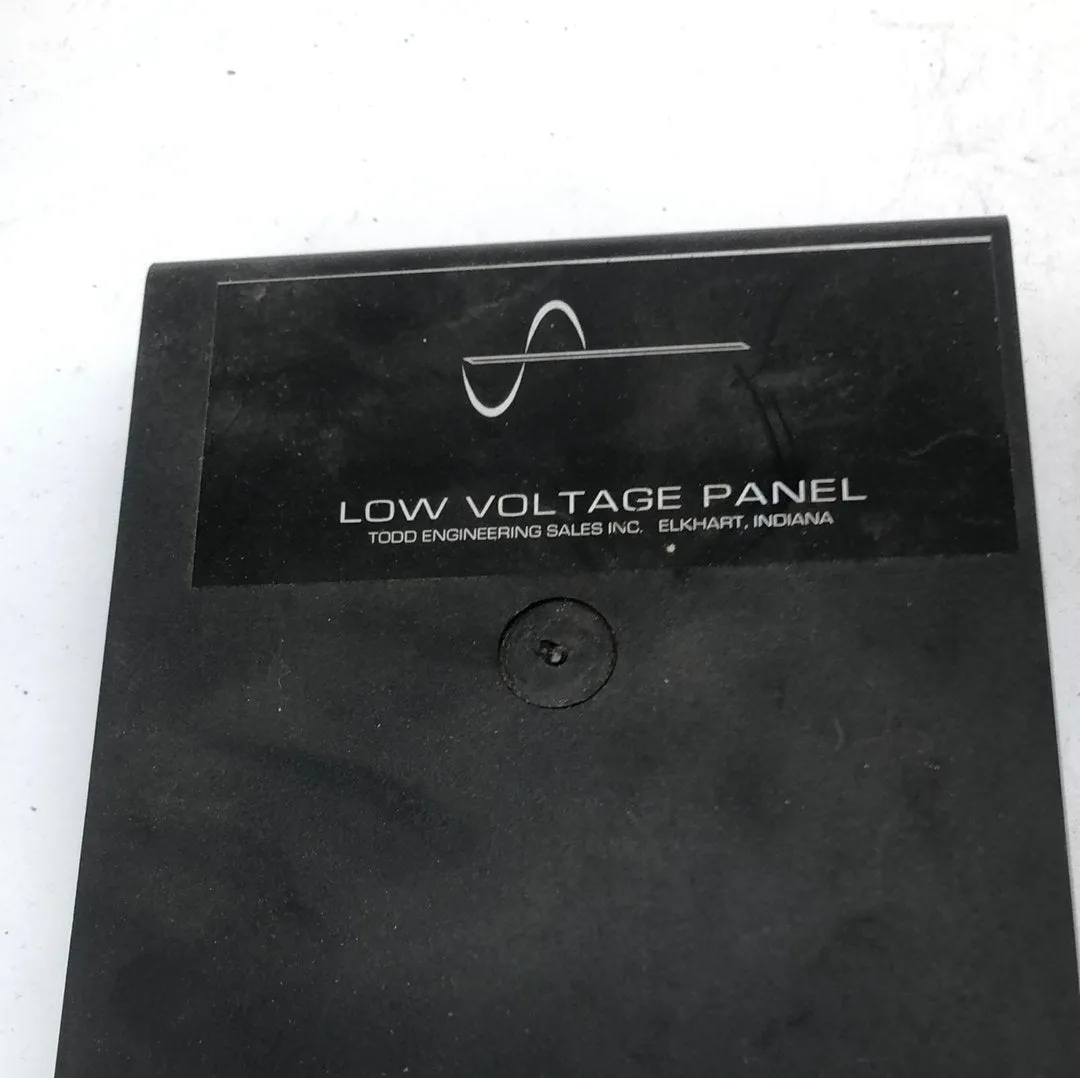 LOW VOLTAGE PANEL
TODD ENGINEERING SALES INC. ELKHART, INDIANA